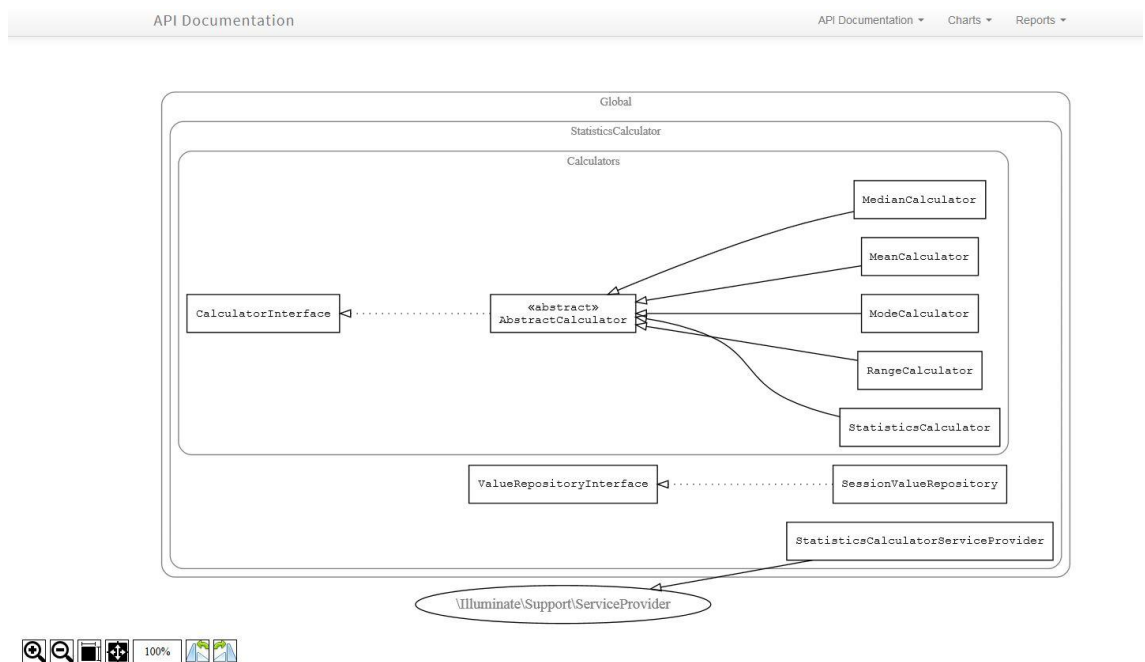 API Documentation
API Documentation Charts Reports
Global
StatisticsCalculator
Calculators
MedianCalculator
MeanCalculator
CalculatorInterface
«abstract»
AbstractCalculator
ModeCalculator
RangeCalculator
StatisticsCalculator
ValueRepositoryInterface
SessionValueRepository
StatisticsCalculatorServiceProvider
\Illuminate\Support\ServiceProvider
100%